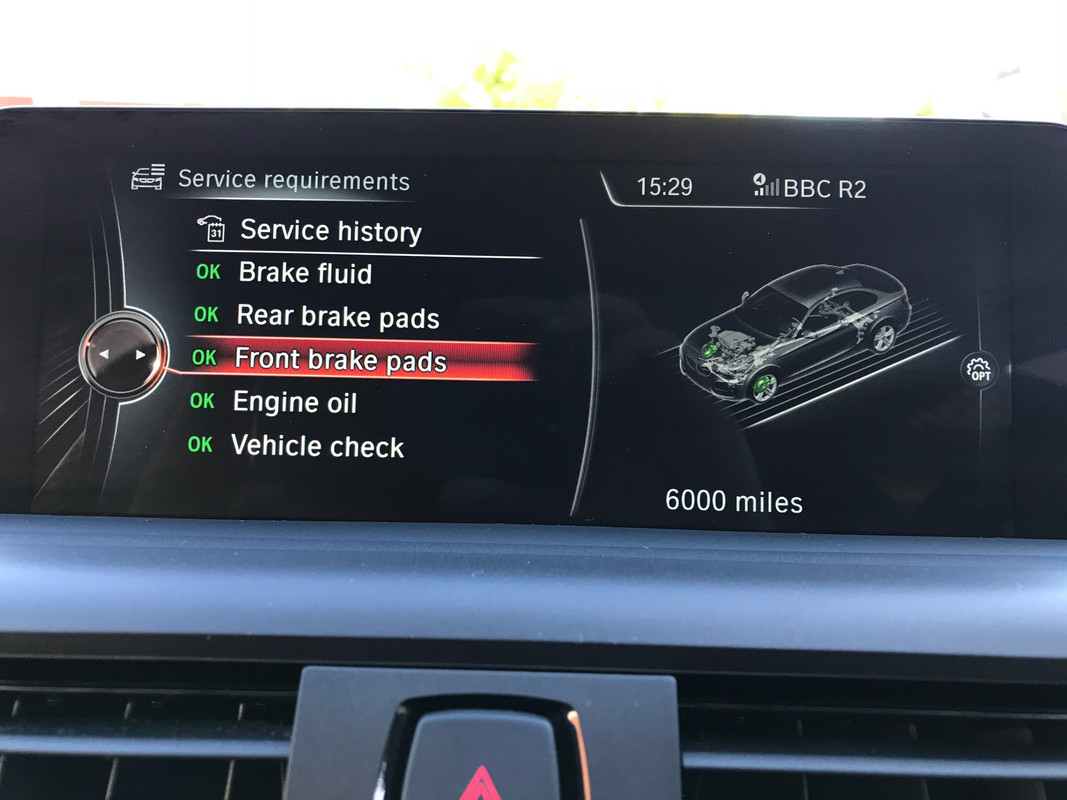 Service requirements
15:29
BBC R2
31
Service history
OK Brake fluid
OK Rear brake pads
OK Front brake pads
OK Engine oil
OK Vehicle check
OPT
6000 miles